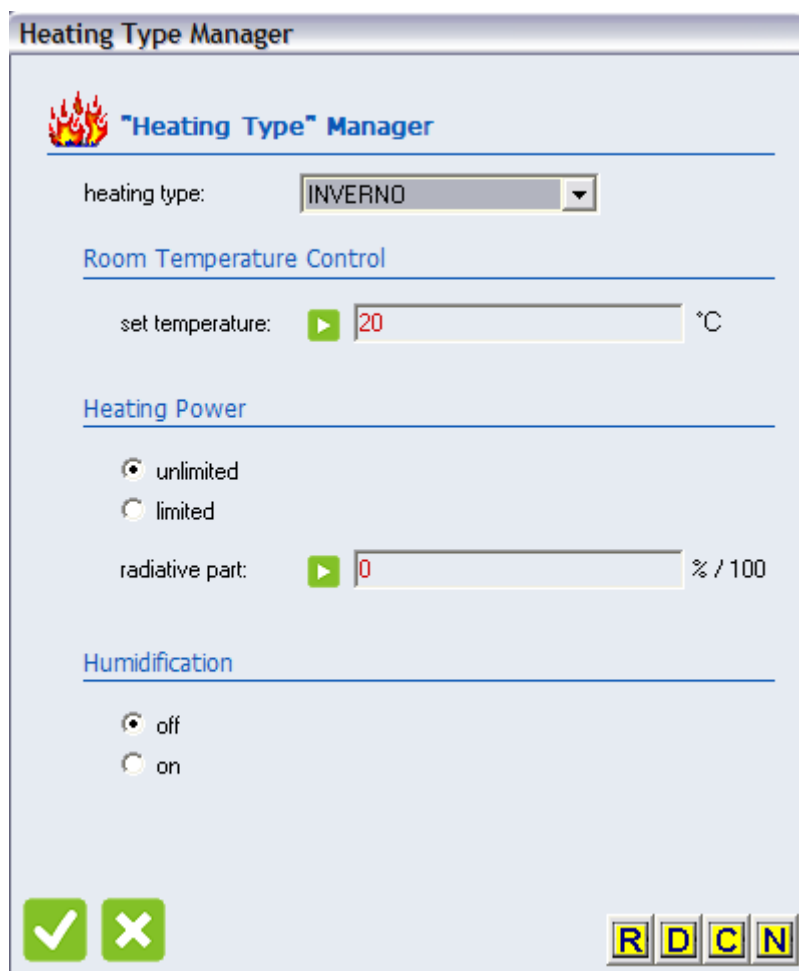 Heating Type Manager
"Heating Type" Manager
heating type: INVERNO
Room Temperature Control
set temperature: 20 °C
Heating Power
unlimited
limited
radiative part: 0 % / 100
Humidification
off
on
R D C N